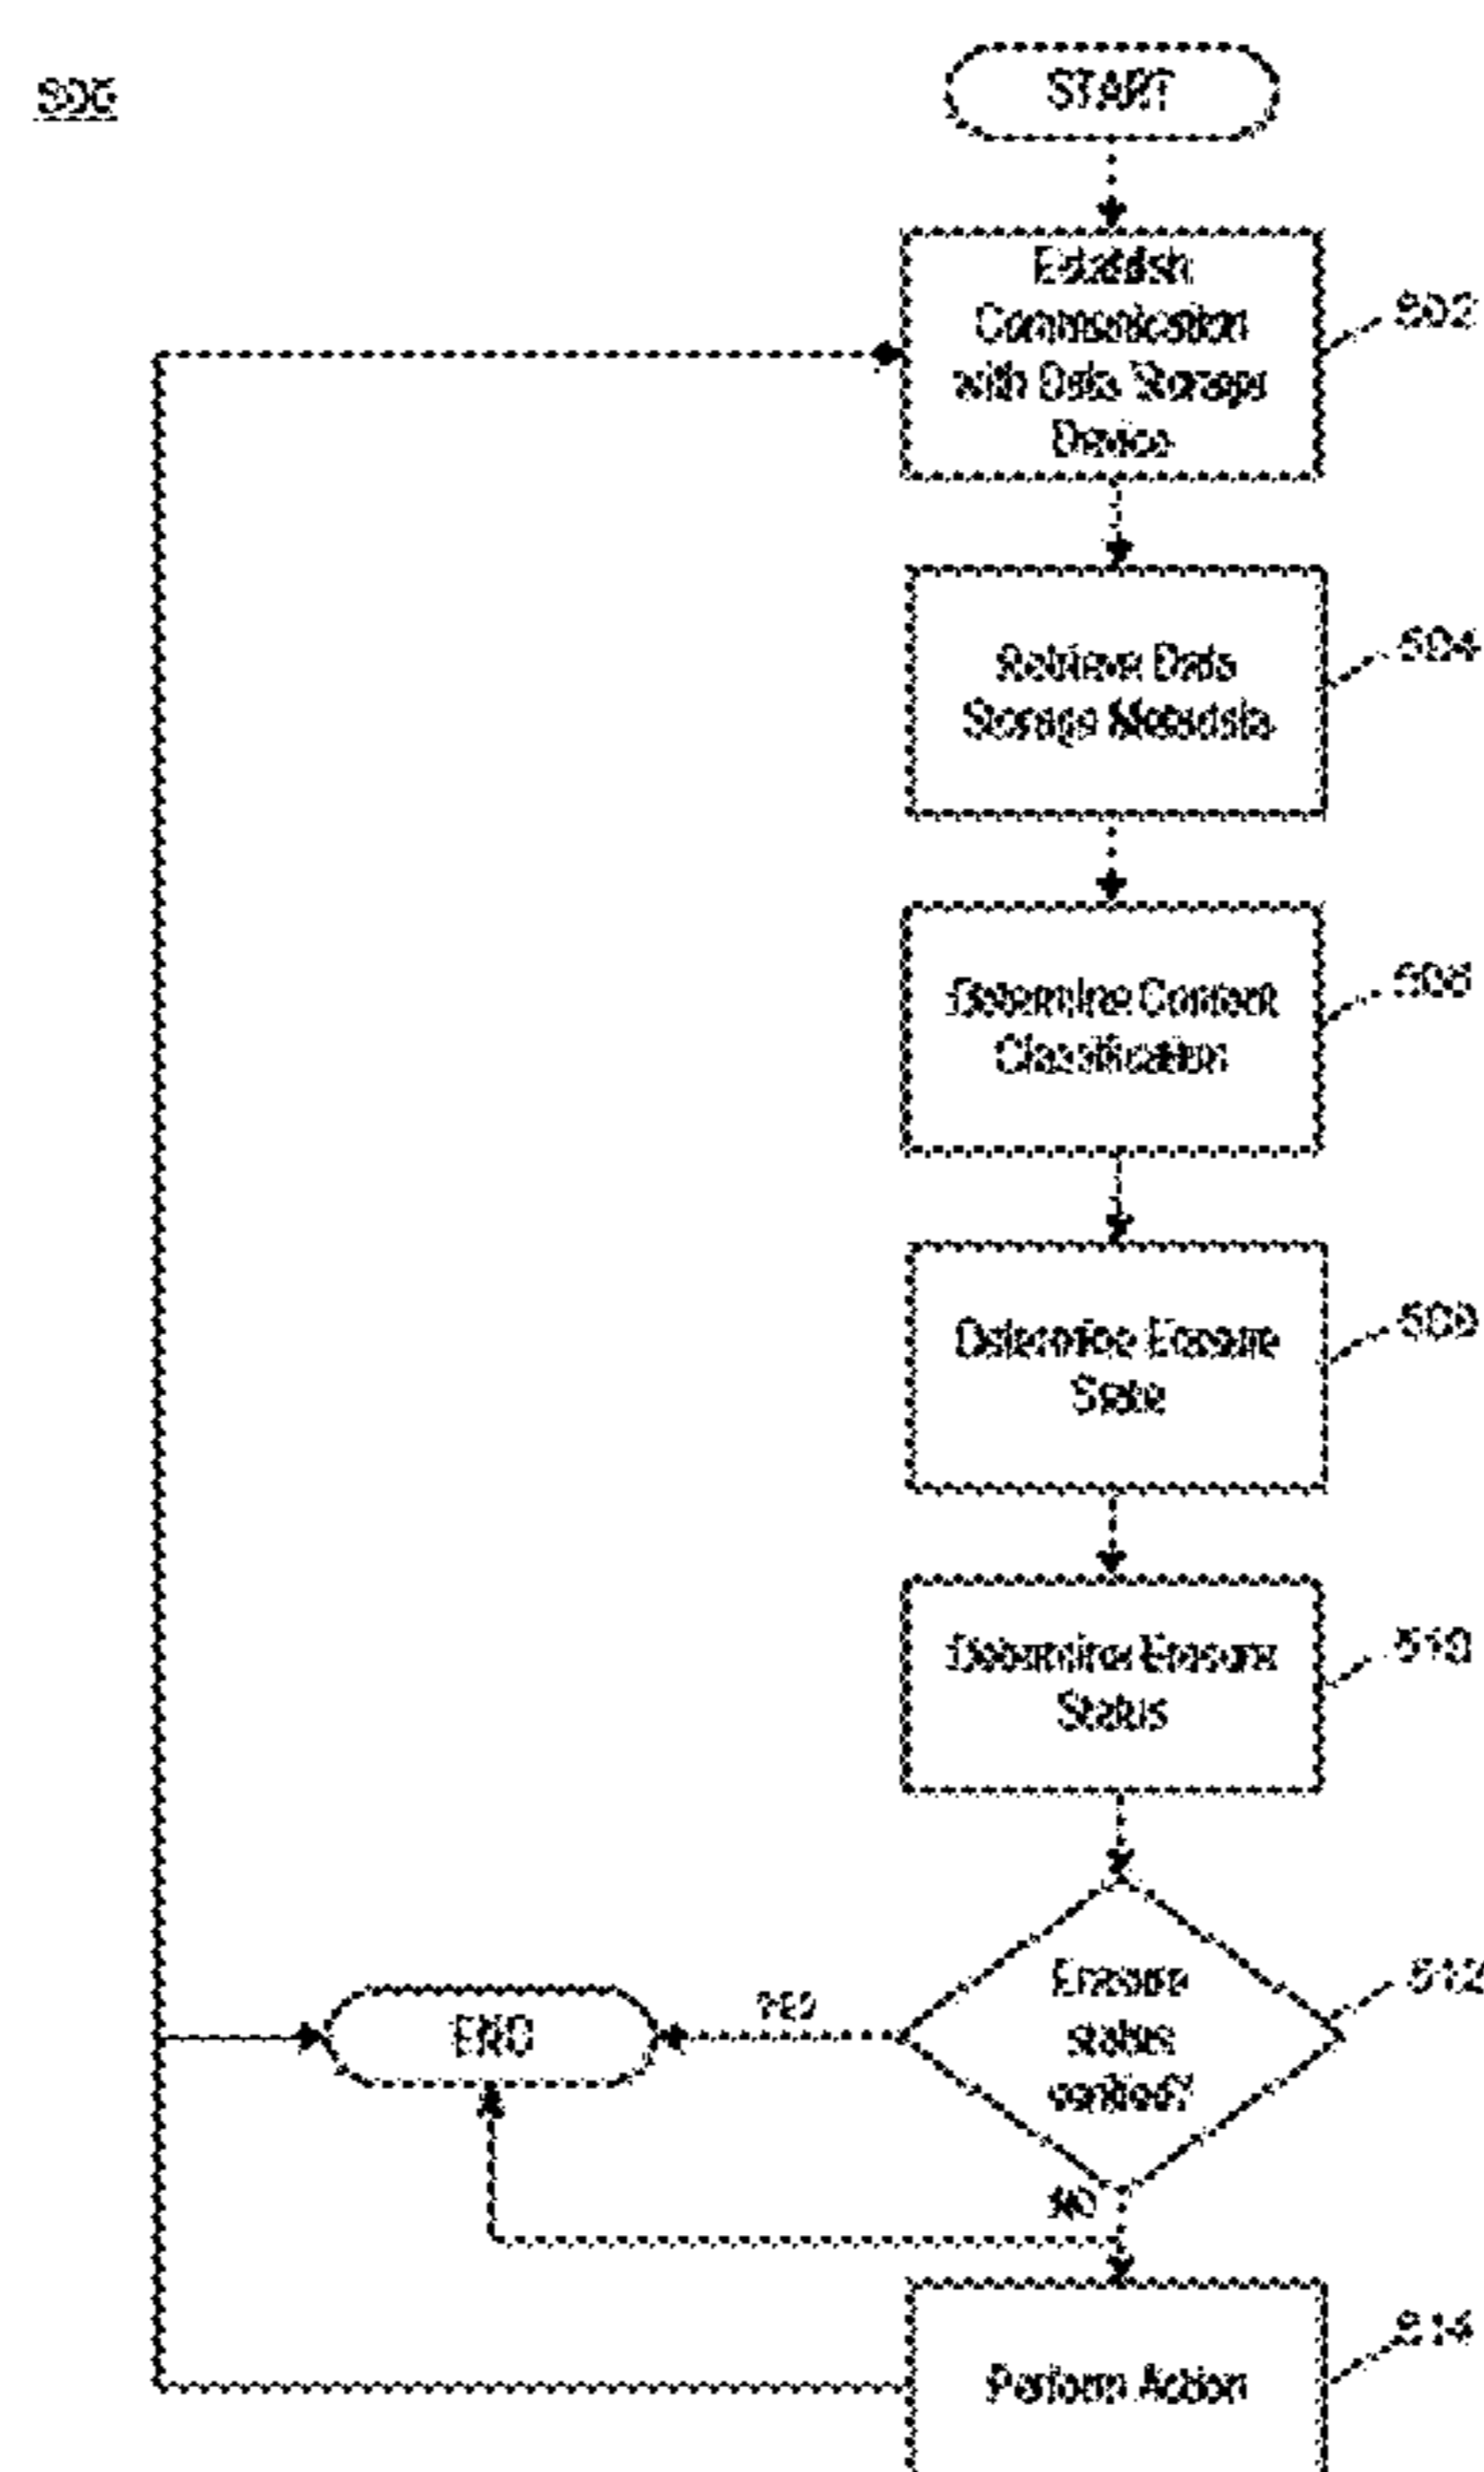 500
START
Establish
Communication
with Data Storage
Device
502
Retrieve Data
Storage Metadata
504
Determine Content
Classification
506
Determine Erasure
State
508
Determine Erasure
Status
510
Erasure
status
verified?
512
YES
END
NO
Perform Action
514